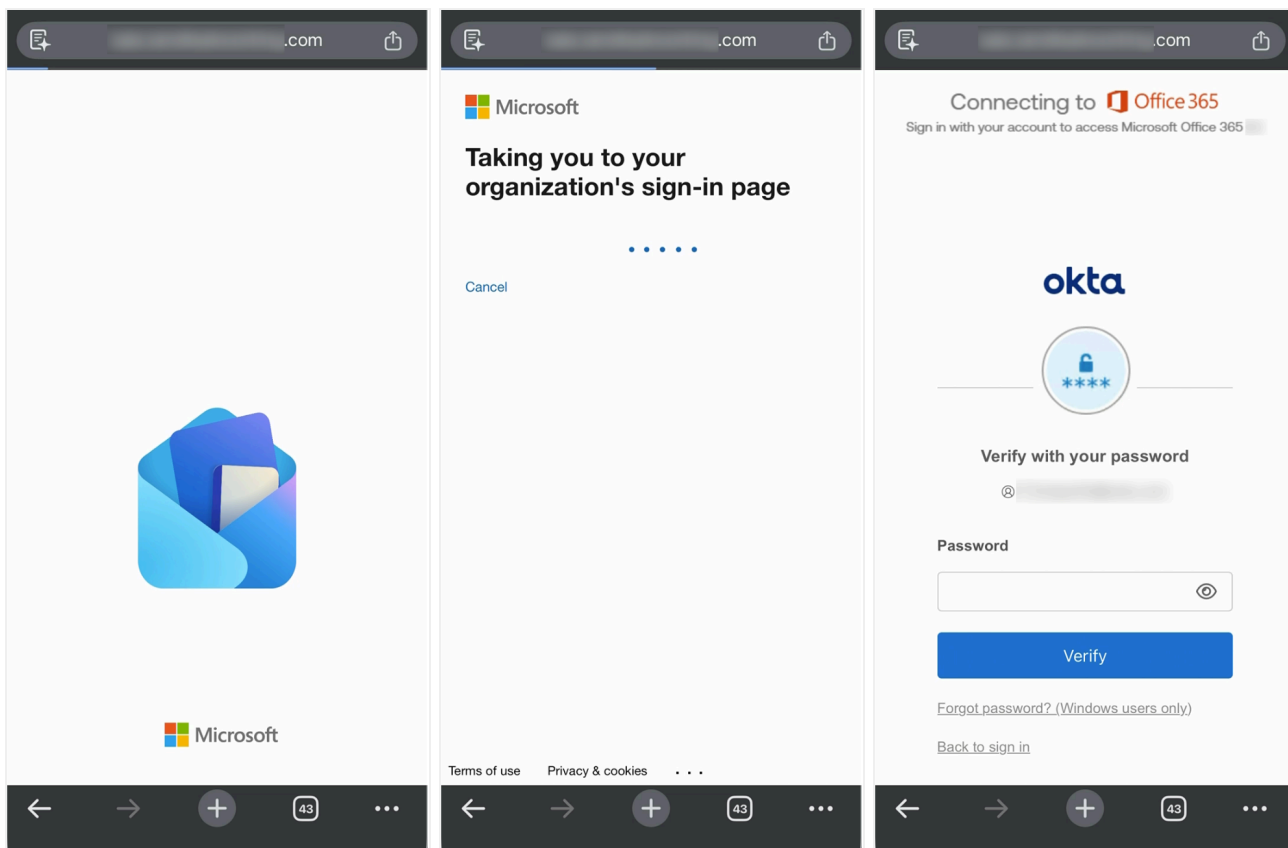 .com
Microsoft
43
.com
Microsoft
Taking you to your
organization's sign-in page
Cancel
Terms of use Privacy & cookies ...
43
.com
Connecting to Office 365
Sign in with your account to access Microsoft Office 365
okta
****
Verify with your password
Password
Verify
Forgot password? (Windows users only)
Back to sign in
43